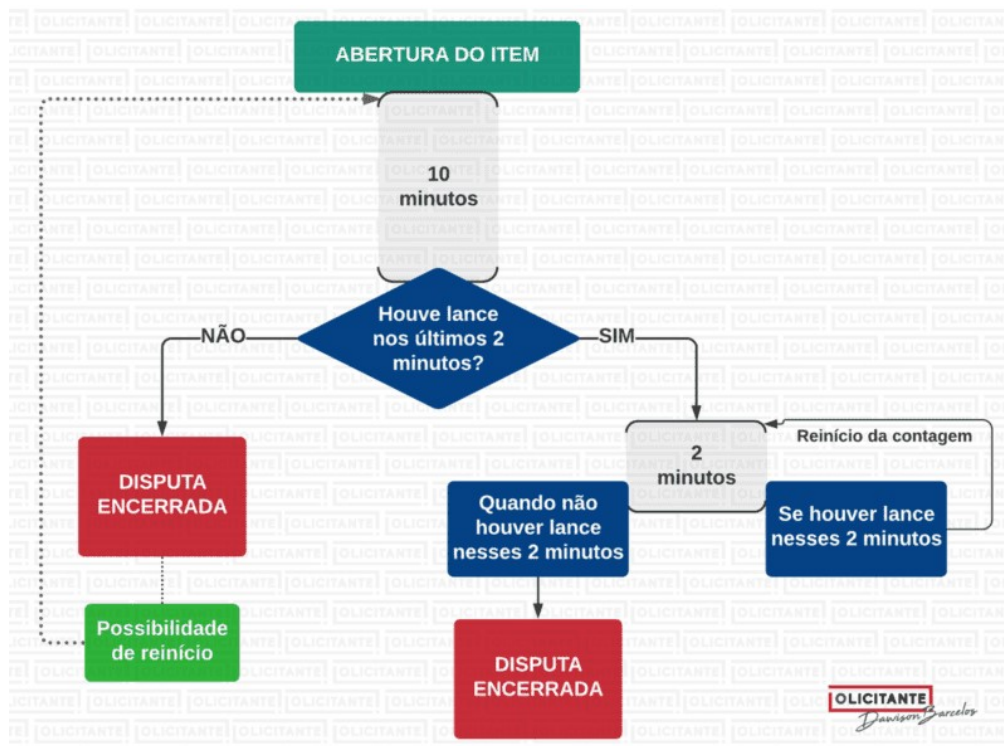 ABERTURA DO ITEM
10
minutos
Houve lance
nos últimos 2
minutos?
NÃO
SIM
DISPUTA
ENCERRADA
Possibilidade
de reinício
2
minutos
Reinício da contagem
Quando não
houver lance
nesses 2 minutos
Se houver lance
nesses 2 minutos
DISPUTA
ENCERRADA
OLICITANTE
Dawison Barcelos